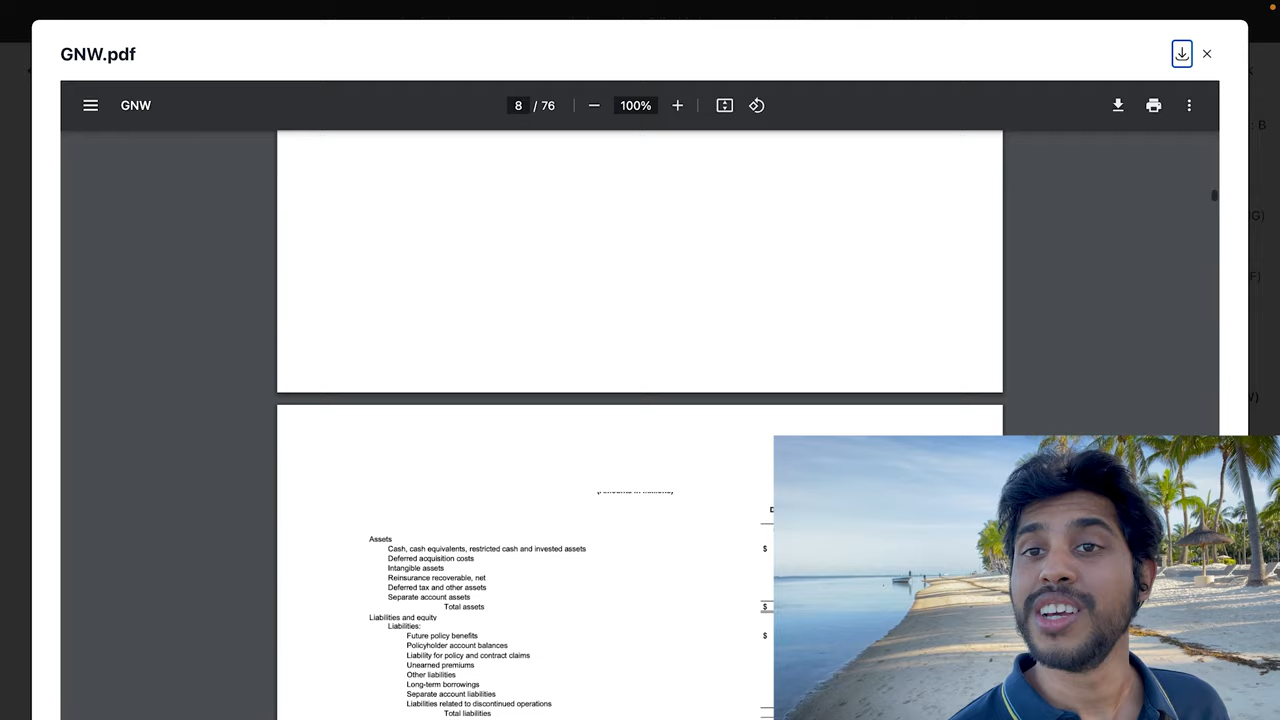 GNW.pdf
GNW
8 / 76
100%
(Amounts in millions)
Assets
$ Cash, cash equivalents, restricted cash and invested assets
Deferred acquisition costs
Intangible assets
Reinsurance recoverable, net
Deferred tax and other assets
Separate account assets
Total assets $
Liabilities and equity
Liabilities:
Future policy benefits $
Policyholder account balances
Liability for policy and contract claims
Unearned premiums
Other liabilities
Long-term borrowings
Separate account liabilities
Liabilities related to discontinued operations
Total liabilities